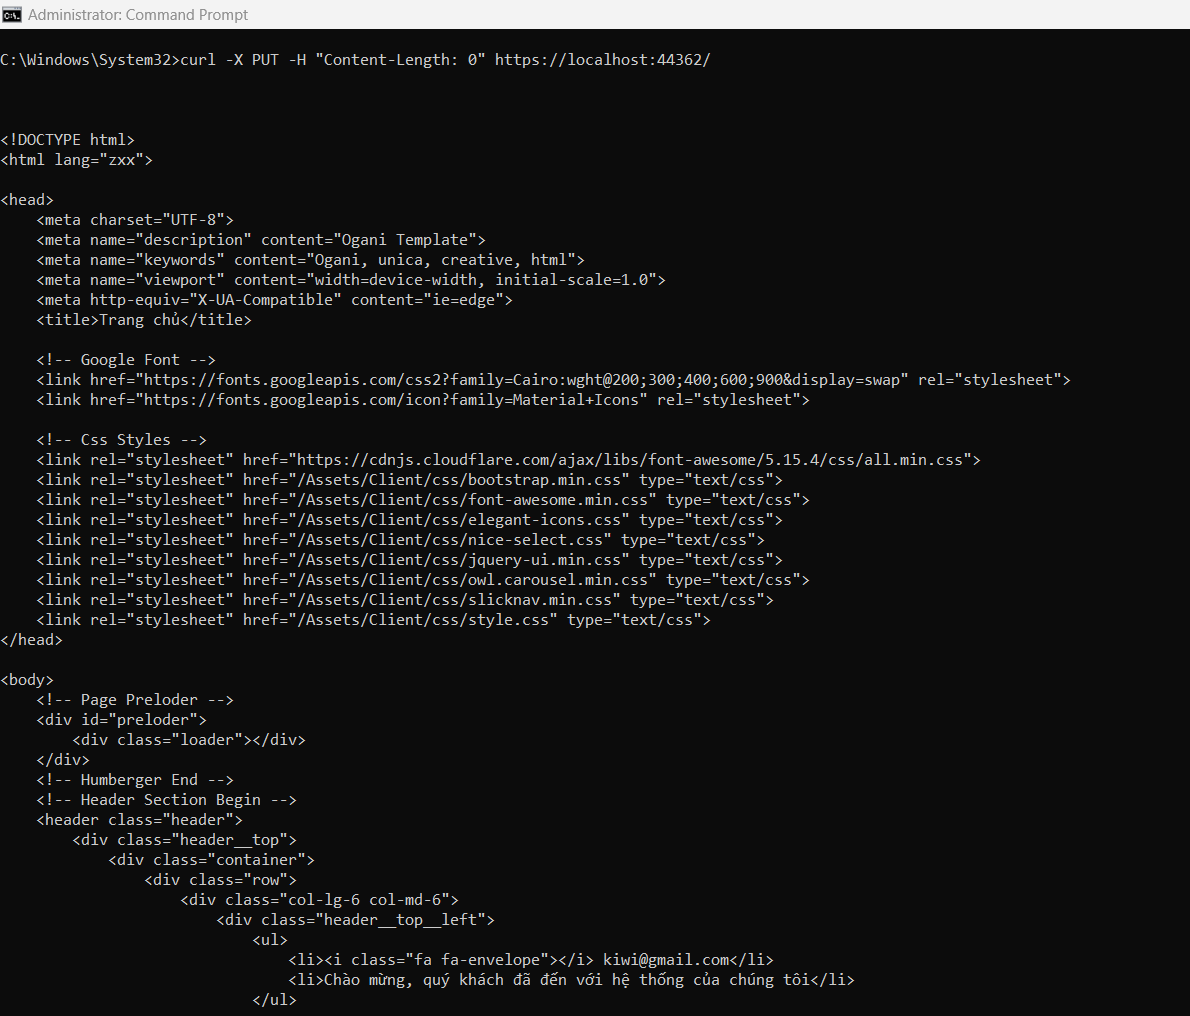 Administrator: Command Prompt
C:\Windows\System32>curl -X PUT -H "Content-Length: 0" https://localhost:44362/
<!DOCTYPE html>
<html lang="zxx">
<head>
    <meta charset="UTF-8">
    <meta name="description" content="Ogani Template">
    <meta name="keywords" content="Ogani, unica, creative, html">
    <meta name="viewport" content="width=device-width, initial-scale=1.0">
    <meta http-equiv="X-UA-Compatible" content="ie=edge">
    <title>Trang chủ</title>
    <!-- Google Font -->
    <link href="https://fonts.googleapis.com/css2?family=Cairo:wght@200;300;400;600;900&display=swap" rel="stylesheet">
    <link href="https://fonts.googleapis.com/icon?family=Material+Icons" rel="stylesheet">
    <!-- Css Styles -->
    <link rel="stylesheet" href="https://cdnjs.cloudflare.com/ajax/libs/font-awesome/5.15.4/css/all.min.css">
    <link rel="stylesheet" href="/Assets/Client/css/bootstrap.min.css" type="text/css">
    <link rel="stylesheet" href="/Assets/Client/css/font-awesome.min.css" type="text/css">
    <link rel="stylesheet" href="/Assets/Client/css/elegant-icons.css" type="text/css">
    <link rel="stylesheet" href="/Assets/Client/css/nice-select.css" type="text/css">
    <link rel="stylesheet" href="/Assets/Client/css/jquery-ui.min.css" type="text/css">
    <link rel="stylesheet" href="/Assets/Client/css/owl.carousel.min.css" type="text/css">
    <link rel="stylesheet" href="/Assets/Client/css/slicknav.min.css" type="text/css">
    <link rel="stylesheet" href="/Assets/Client/css/style.css" type="text/css">
</head>
<body>
    <!-- Page Preloder -->
    <div id="preloder">
        <div class="loader"></div>
    </div>
    <!-- Humberger End -->
    <!-- Header Section Begin -->
    <header class="header">
        <div class="header__top">
            <div class="container">
                <div class="row">
                    <div class="col-lg-6 col-md-6">
                        <div class="header__top__left">
                            <ul>
                                <li><i class="fa fa-envelope"></i> kiwi@gmail.com</li>
                                <li>Chào mừng, quý khách đã đến với hệ thống của chúng tôi</li>
                            </ul>